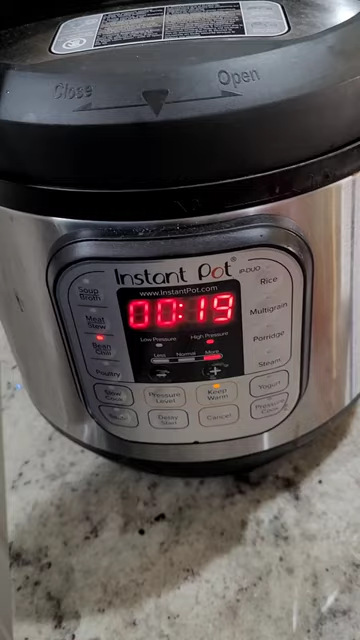 Close
Open
Instant Pot®
IP-DUO
www.InstantPot.com
00:19
Soup
Broth
Meat
Stew
Bean
Chili
Poultry
Low Pressure
High Pressure
Less
Normal
More
Rice
Multigrain
Porridge
Steam
Slow
Cook
Pressure
Level
Keep
Warm
Yogurt
Sauté
Delay
Start
Cancel
Pressure
Cook